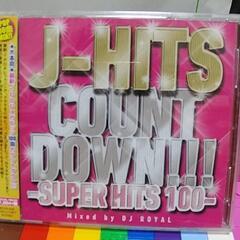 J-HITS
COUNT
DOWN!!!
-SUPER HITS 100-
Mixed by DJ ROYAL